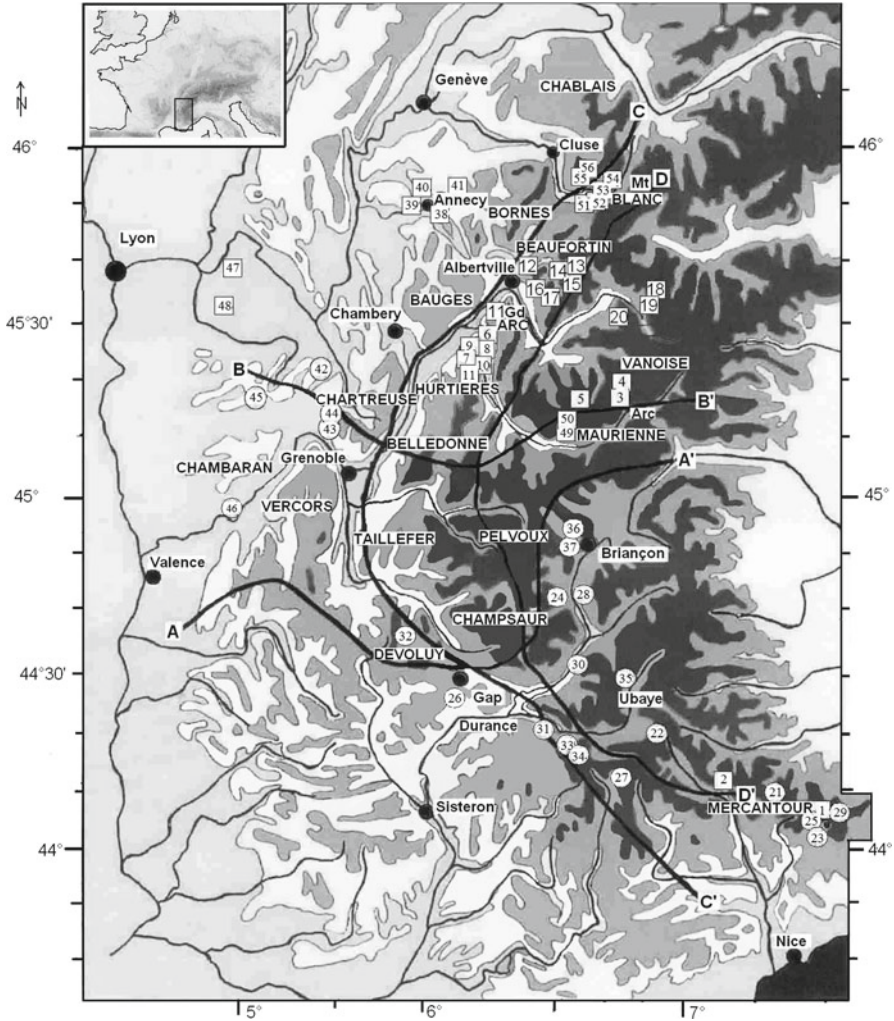 N
Genève
CHABLAIS
C
46°
46°
Cluse
56
55
54
53
51
52
Mt D
BLANC
40
41
39
Annecy
38
BORNES
Lyon
BEAUFORTIN
47
Albertville
12
14
13
16
15
17
18
19
20
48
BAUGES
11
Gd
ARC
45°30'
45°30'
Chambery
6
9
8
7
10
11
HURTIERES
VANOISE
4
3
5
Arc
B
42
45
CHARTREUSE
44
43
B'
50
49
MAURIENNE
BELLEDONNE
Grenoble
A'
CHAMBARAN
45°
45°
46
VERCORS
TAILLEFER
PELVOUX
36
37
Briançon
Valence
24
28
A
CHAMPSAUR
32
DEVOLUY
44°30'
44°30'
30
35
Ubaye
26
Gap
Durance
31
22
33
34
27
2
D'
21
Sisteron
MERCANTOUR
1
29
25
23
44°
44°
C'
Nice
5°
6°
7°